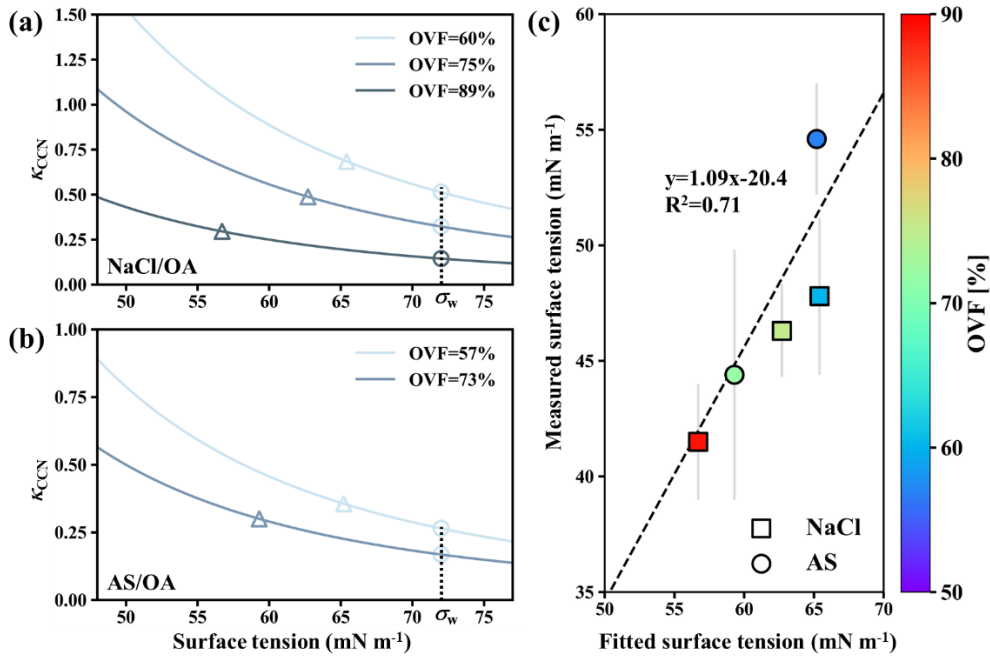 (a)
1.50
1.25
1.00
0.75
0.50
0.25
0.00
κCCN
OVF=60%
OVF=75%
OVF=89%
NaCl/OA
50 55 60 65 70 σw 75
(b)
1.00
0.75
0.50
0.25
0.00
κCCN
OVF=57%
OVF=73%
AS/OA
50 55 60 65 70 σw 75
Surface tension (mN m-1)
(c)
60
55
50
45
40
35
Measured surface tension (mN m-1)
y=1.09x-20.4
R2=0.71
NaCl
AS
50 55 60 65 70
Fitted surface tension (mN m-1)
90
80
70
60
50
OVF [%]